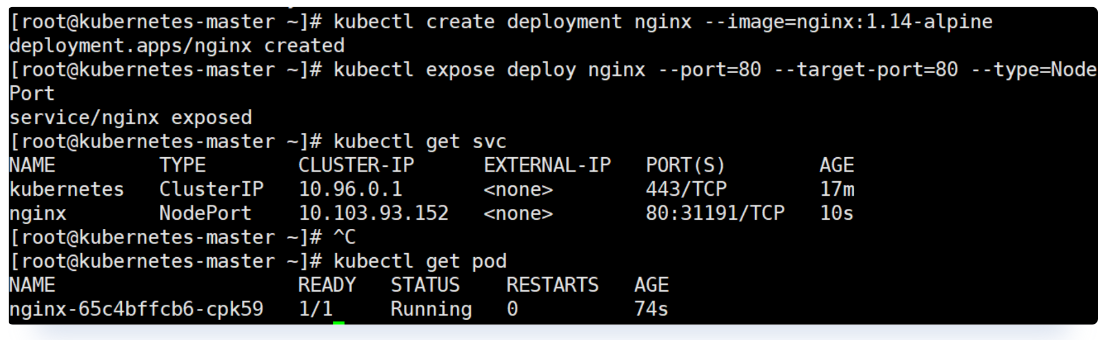 [root@kubernetes-master ~]# kubectl create deployment nginx --image=nginx:1.14-alpine
deployment.apps/nginx created
[root@kubernetes-master ~]# kubectl expose deploy nginx --port=80 --target-port=80 --type=Node
Port
service/nginx exposed
[root@kubernetes-master ~]# kubectl get svc
NAME         TYPE        CLUSTER-IP      EXTERNAL-IP   PORT(S)        AGE
kubernetes   ClusterIP   10.96.0.1       <none>        443/TCP        17m
nginx        NodePort    10.103.93.152   <none>        80:31191/TCP   10s
[root@kubernetes-master ~]# ^C
[root@kubernetes-master ~]# kubectl get pod
NAME                     READY   STATUS    RESTARTS   AGE
nginx-65c4bffcb6-cpk59   1/1     Running   0          74s